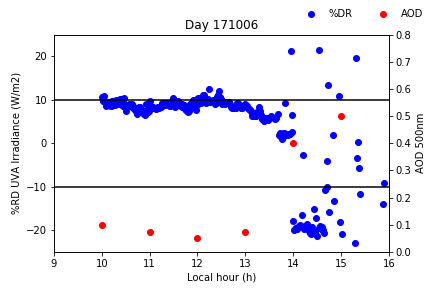 %DR AOD
Day 171006
20
10
0
−10
−20
%RD UVA Irradiance (W/m2)
0.8
0.7
0.6
0.5
0.4
0.3
0.2
0.1
0.0
AOD 500nm
9 10 11 12 13 14 15 16
Local hour (h)